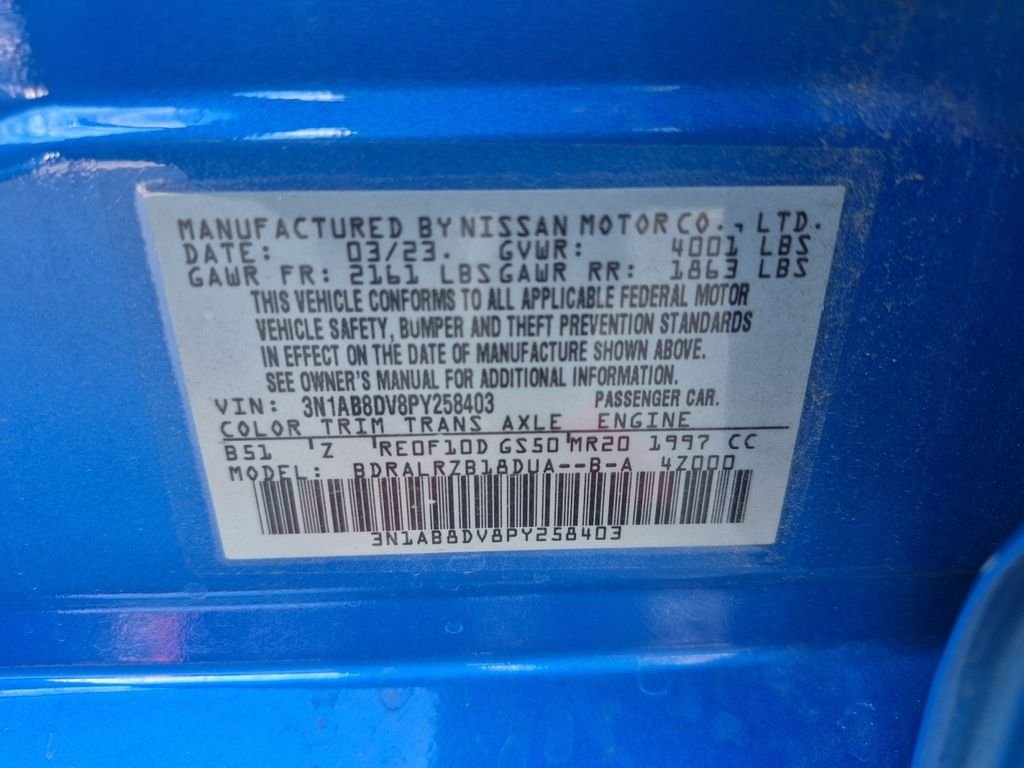 MANUFACTURED BY NISSAN MOTOR CO., LTD.
DATE: 03/23. GVWR: 4001 LBS
GAWR FR: 2161 LBS GAWR RR: 1863 LBS
THIS VEHICLE CONFORMS TO ALL APPLICABLE FEDERAL MOTOR
VEHICLE SAFETY, BUMPER AND THEFT PREVENTION STANDARDS
IN EFFECT ON THE DATE OF MANUFACTURE SHOWN ABOVE.
SEE OWNER'S MANUAL FOR ADDITIONAL INFORMATION.
VIN: 3N1AB8DV8PY258403 PASSENGER CAR.
COLOR TRIM TRANS AXLE ENGINE
B51 Z RE0F10D GS50 MR20 1997 CC
MODEL: BDRALRZB18DUA--B-A 4Z000
3N1AB8DV8PY258403